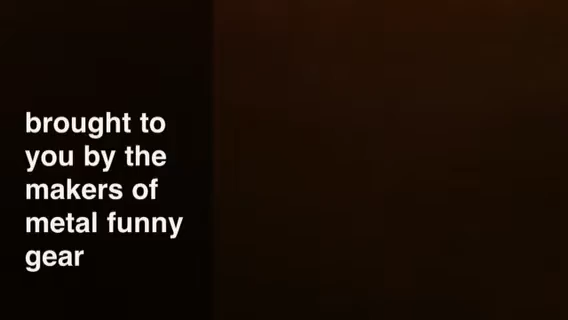 brought to
you by the
makers of
metal funny
gear